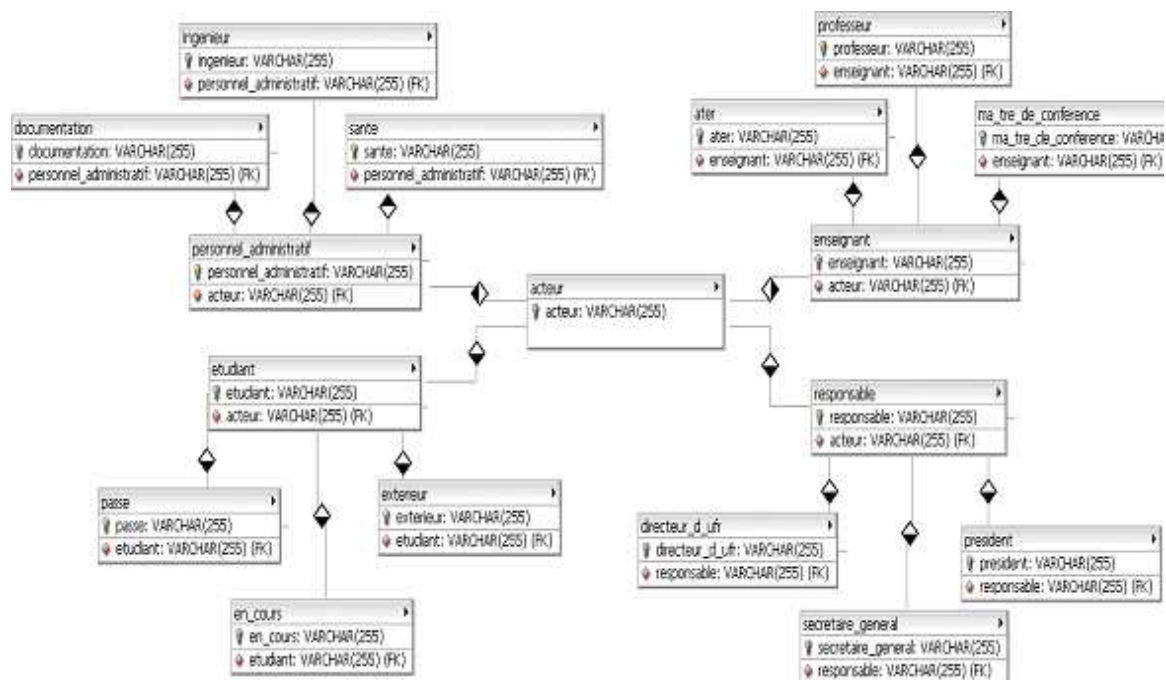 ingenieur
ingenieur: VARCHAR(255)
personnel_administratif: VARCHAR(255) (FK)
professeur
professeur: VARCHAR(255)
enseignant: VARCHAR(255) (FK)
documentation
documentation: VARCHAR(255)
personnel_administratif: VARCHAR(255) (FK)
sante
sante: VARCHAR(255)
personnel_administratif: VARCHAR(255) (FK)
ater
ater: VARCHAR(255)
enseignant: VARCHAR(255) (FK)
ma_tre_de_conference
ma_tre_de_conference: VARCHA
enseignant: VARCHAR(255) (FK)
personnel_administratif
personnel_administratif: VARCHAR(255)
acteur: VARCHAR(255) (FK)
enseignant
enseignant: VARCHAR(255)
acteur: VARCHAR(255) (FK)
acteur
acteur: VARCHAR(255)
etudiant
etudiant: VARCHAR(255)
acteur: VARCHAR(255) (FK)
responsable
responsable: VARCHAR(255)
acteur: VARCHAR(255) (FK)
passe
passe: VARCHAR(255)
etudiant: VARCHAR(255) (FK)
exterieur
exterieur: VARCHAR(255)
etudiant: VARCHAR(255) (FK)
directeur_d_ufr
directeur_d_ufr: VARCHAR(255)
responsable: VARCHAR(255) (FK)
president
president: VARCHAR(255)
responsable: VARCHAR(255) (FK)
en_cours
en_cours: VARCHAR(255)
etudiant: VARCHAR(255) (FK)
secretaire_general
secretaire_general: VARCHAR(255)
responsable: VARCHAR(255) (FK)